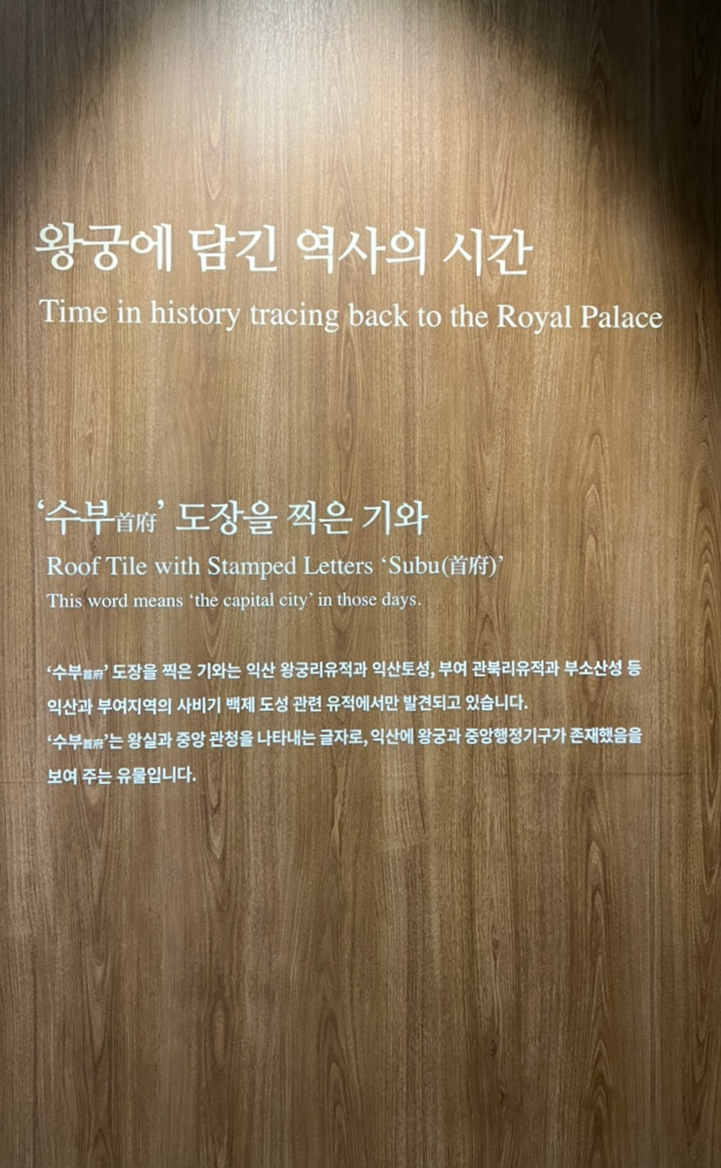 왕궁에 담긴 역사의 시간
Time in history tracing back to the Royal Palace
‘수부首府’ 도장을 찍은 기와
Roof Tile with Stamped Letters ‘Subu(首府)’
This word means ‘the capital city’ in those days.
‘수부首府’ 도장을 찍은 기와는 익산 왕궁리유적과 익산토성, 부여 관북리유적과 부소산성 등
익산과 부여지역의 사비기 백제 도성 관련 유적에서만 발견되고 있습니다.
‘수부首府’는 왕실과 중앙 관청을 나타내는 글자로, 익산에 왕궁과 중앙행정기구가 존재했음을
보여 주는 유물입니다.